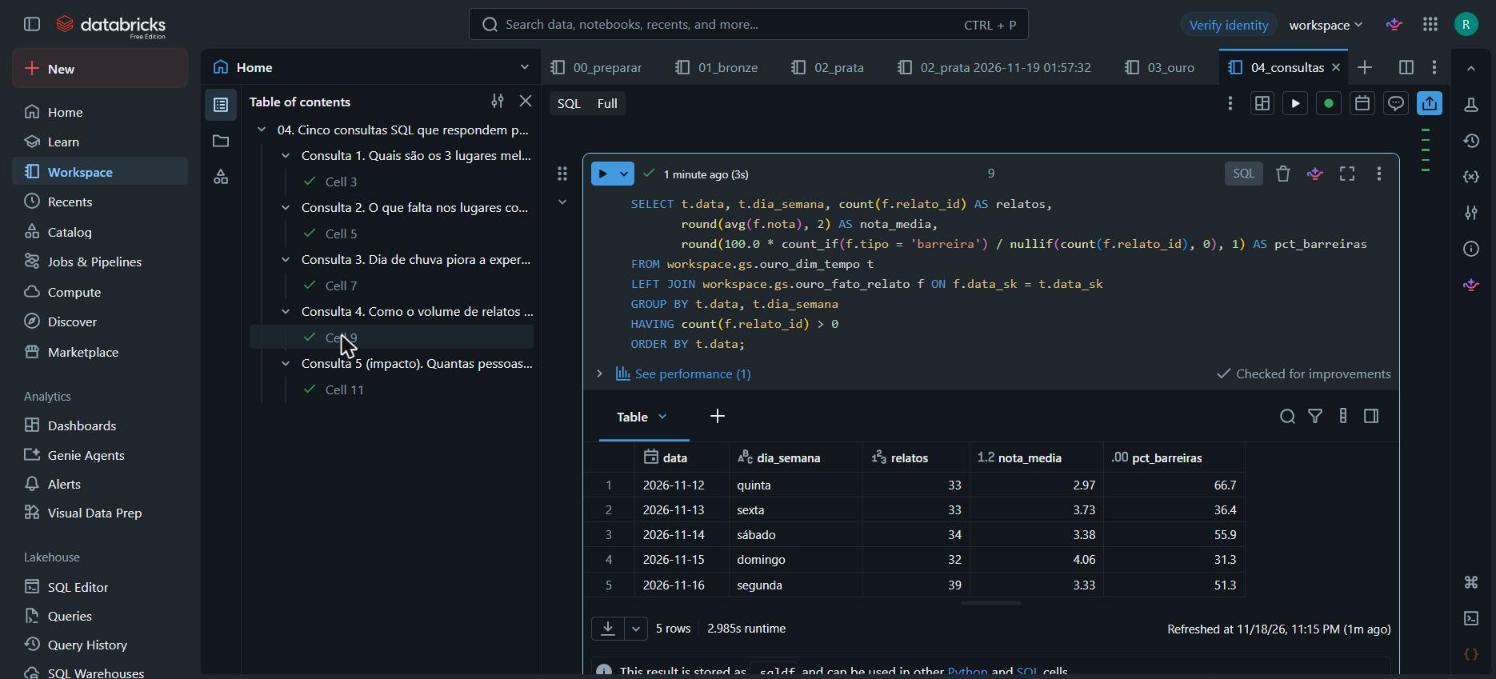 databricks
Free Edition
Search data, notebooks, recents, and more...
CTRL + P
Verify identity
workspace
R
New
Home
Learn
Workspace
Recents
Catalog
Jobs & Pipelines
Compute
Discover
Marketplace
Analytics
Dashboards
Genie Agents
Alerts
Visual Data Prep
Lakehouse
SQL Editor
Queries
Query History
SQL Warehouses
Home
Table of contents
04. Cinco consultas SQL que respondem p...
Consulta 1. Quais são os 3 lugares mel...
Cell 3
Consulta 2. O que falta nos lugares co...
Cell 5
Consulta 3. Dia de chuva piora a exper...
Cell 7
Consulta 4. Como o volume de relatos ...
Cell 9
Consulta 5 (impacto). Quantas pessoas...
Cell 11
00_preparar
01_bronze
02_prata
02_prata 2026-11-19 01:57:32
03_ouro
04_consultas
SQL Full
1 minute ago (3s)
9
SQL
SELECT t.data, t.dia_semana, count(f.relato_id) AS relatos,
round(avg(f.nota), 2) AS nota_media,
round(100.0 * count_if(f.tipo = 'barreira') / nullif(count(f.relato_id), 0), 1) AS pct_barreiras
FROM workspace.gs.ouro_dim_tempo t
LEFT JOIN workspace.gs.ouro_fato_relato f ON f.data_sk = t.data_sk
GROUP BY t.data, t.dia_semana
HAVING count(f.relato_id) > 0
ORDER BY t.data;
See performance (1)
Checked for improvements
Table
data dia_semana relatos 1.2 nota_media .00 pct_barreiras
1 2026-11-12 quinta 33 2.97 66.7
2 2026-11-13 sexta 33 3.73 36.4
3 2026-11-14 sábado 34 3.38 55.9
4 2026-11-15 domingo 32 4.06 31.3
5 2026-11-16 segunda 39 3.33 51.3
5 rows 2.985s runtime
Refreshed at 11/18/26, 11:15 PM (1m ago)
This result is stored as _sqldf and can be used in other Python and SQL cells.